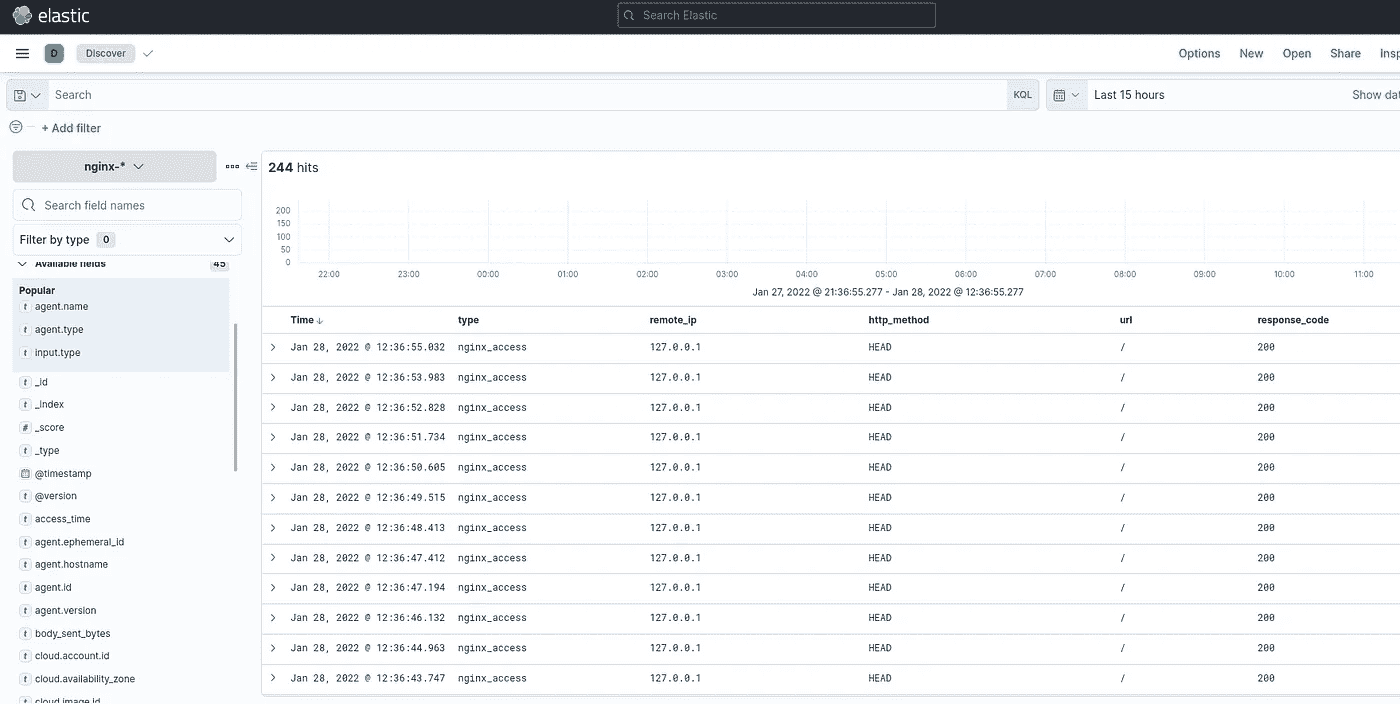 elastic
Search Elastic
D Discover Options New Open Share Insp
Search KQL Last 15 hours Show dat
+ Add filter
nginx-*
Search field names
Filter by type 0
Available fields 45
Popular
t agent.name
t agent.type
t input.type
t _id
t _index
# _score
t _type
@timestamp
t @version
t access_time
t agent.ephemeral_id
t agent.hostname
t agent.id
t agent.version
t body_sent_bytes
t cloud.account.id
t cloud.availability_zone
t cloud.image.id
244 hits
200
150
100
50
0
22:00 23:00 00:00 01:00 02:00 03:00 04:00 05:00 06:00 07:00 08:00 09:00 10:00 11:00
Jan 27, 2022 @ 21:36:55.277 - Jan 28, 2022 @ 12:36:55.277
Time type remote_ip http_method url response_code
Jan 28, 2022 @ 12:36:55.032 nginx_access 127.0.0.1 HEAD / 200
Jan 28, 2022 @ 12:36:53.983 nginx_access 127.0.0.1 HEAD / 200
Jan 28, 2022 @ 12:36:52.828 nginx_access 127.0.0.1 HEAD / 200
Jan 28, 2022 @ 12:36:51.734 nginx_access 127.0.0.1 HEAD / 200
Jan 28, 2022 @ 12:36:50.605 nginx_access 127.0.0.1 HEAD / 200
Jan 28, 2022 @ 12:36:49.515 nginx_access 127.0.0.1 HEAD / 200
Jan 28, 2022 @ 12:36:48.413 nginx_access 127.0.0.1 HEAD / 200
Jan 28, 2022 @ 12:36:47.412 nginx_access 127.0.0.1 HEAD / 200
Jan 28, 2022 @ 12:36:47.194 nginx_access 127.0.0.1 HEAD / 200
Jan 28, 2022 @ 12:36:46.132 nginx_access 127.0.0.1 HEAD / 200
Jan 28, 2022 @ 12:36:44.963 nginx_access 127.0.0.1 HEAD / 200
Jan 28, 2022 @ 12:36:43.747 nginx_access 127.0.0.1 HEAD / 200